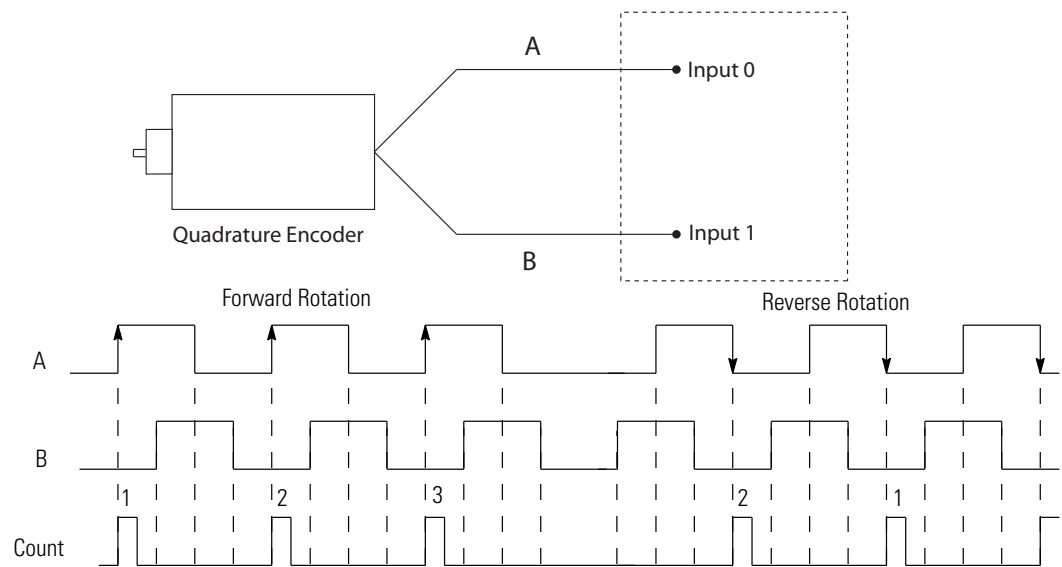 A
Input 0
Quadrature Encoder
Input 1
B
Forward Rotation
Reverse Rotation
A
B
1 2 3 2 1
Count